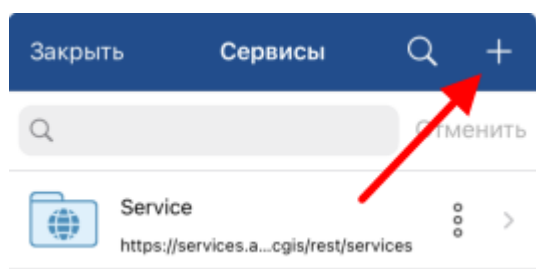 Закрыть Сервисы
Отменить
Service
https://services.a...cgis/rest/services